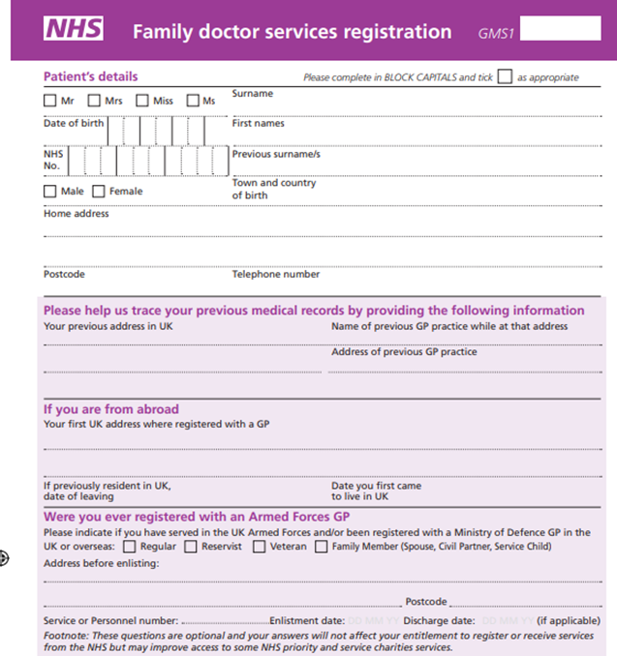 NHS Family doctor services registration GMS1
Patient's details Please complete in BLOCK CAPITALS and tick as appropriate
Mr Mrs Miss Ms Surname
Date of birth First names
NHS No. Previous surname/s
Male Female Town and country of birth
Home address
Postcode Telephone number
Please help us trace your previous medical records by providing the following information
Your previous address in UK Name of previous GP practice while at that address
Address of previous GP practice
If you are from abroad
Your first UK address where registered with a GP
If previously resident in UK, date of leaving Date you first came to live in UK
Were you ever registered with an Armed Forces GP
Please indicate if you have served in the UK Armed Forces and/or been registered with a Ministry of Defence GP in the
UK or overseas: Regular Reservist Veteran Family Member (Spouse, Civil Partner, Service Child)
Address before enlisting:
Postcode
Service or Personnel number: Enlistment date: DD MM YY Discharge date: DD MM YY (if applicable)
Footnote: These questions are optional and your answers will not affect your entitlement to register or receive services
from the NHS but may improve access to some NHS priority and service charities services.